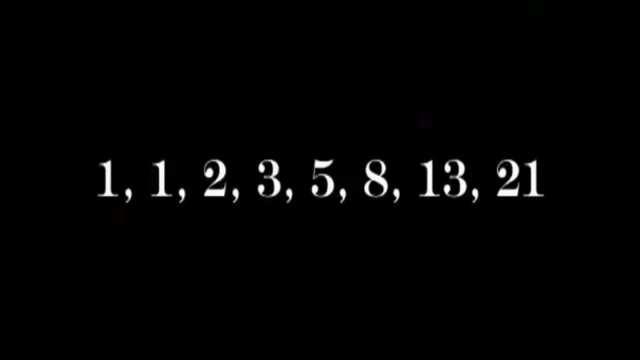 1, 1, 2, 3, 5, 8, 13, 21